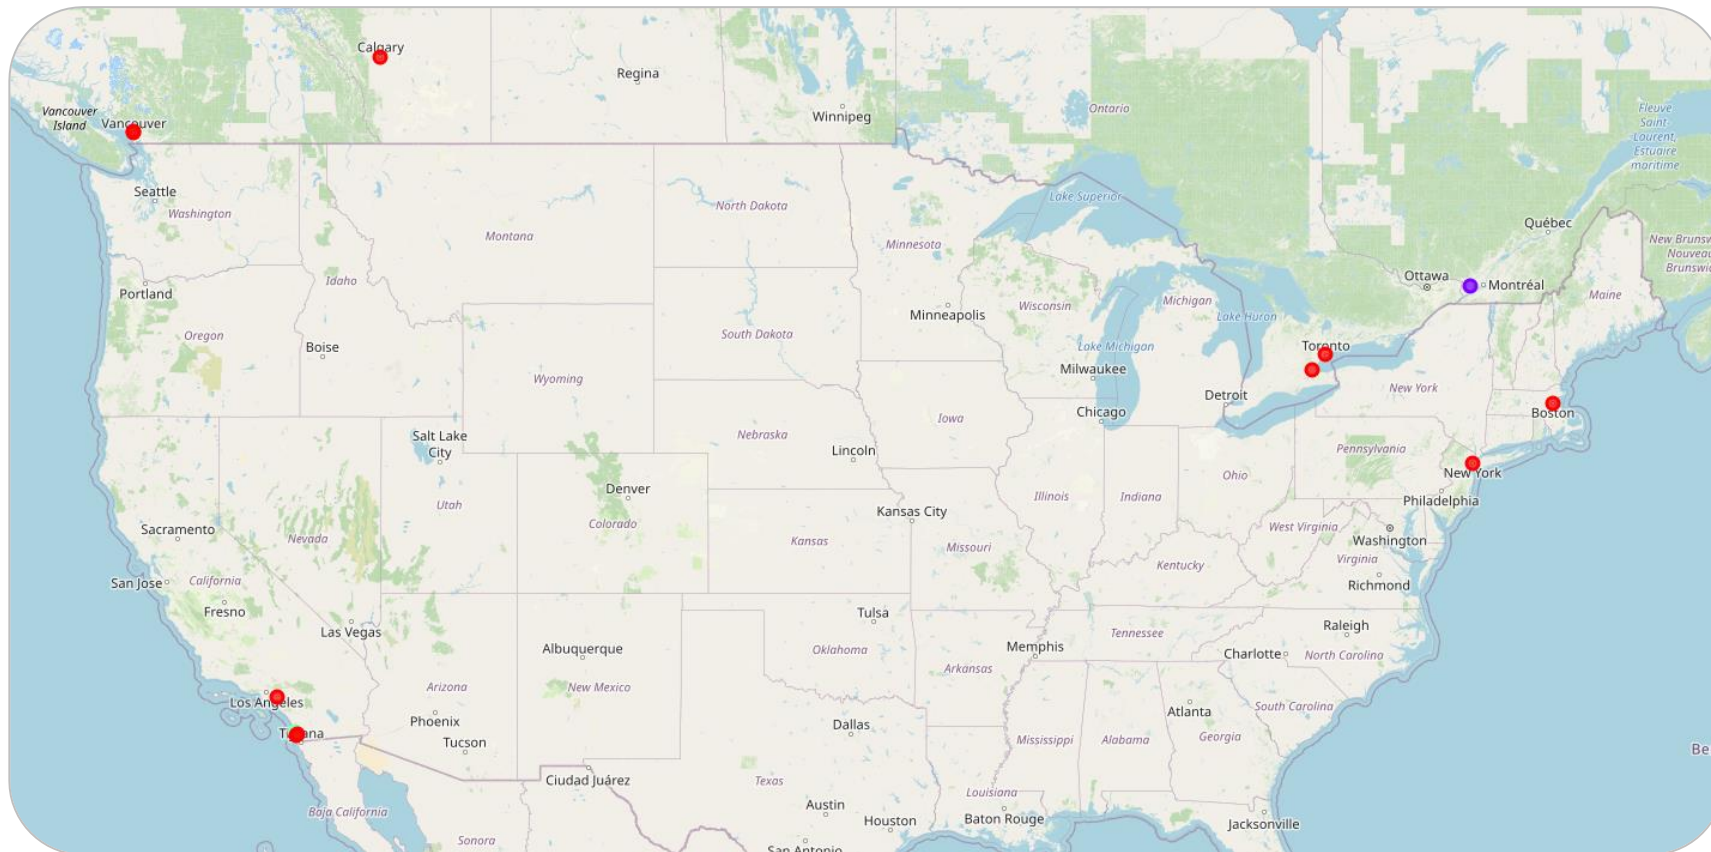 Calgary
Regina
Ontario
Vancouver
Island
Vancouver
Winnipeg
Fleuve
Saint-
Laurent,
Estuaire
maritime
Seattle
Washington
North Dakota
Lake Superior
Montana
Minnesota
Québec
New Brunsw
Nouveau
Brunswic
Idaho
Ottawa
Montréal
Portland
Maine
Wisconsin
Michigan
Minneapolis
Lake Huron
Oregon
South Dakota
Boise
Lake Michigan
Toronto
Milwaukee
Wyoming
New York
Detroit
Chicago
Boston
Iowa
Salt Lake
City
Nebraska
Lincoln
Pennsylvania
New York
Denver
Ohio
Illinois
Indiana
Philadelphia
Utah
Kansas City
Colorado
Sacramento
Nevada
West Virginia
Kansas
Missouri
Washington
Virginia
Kentucky
San Jose
California
Richmond
Fresno
Tulsa
Las Vegas
Raleigh
Tennessee
Albuquerque
Oklahoma
Memphis
Charlotte
North Carolina
Arkansas
Arizona
New Mexico
Los Angeles
South Carolina
Atlanta
Phoenix
Dallas
Tijuana
Tucson
Mississippi
Alabama
Georgia
Be
Ciudad Juárez
Texas
Louisiana
Austin
Baja California
Houston
Baton Rouge
Jacksonville
Sonora
San Antonio